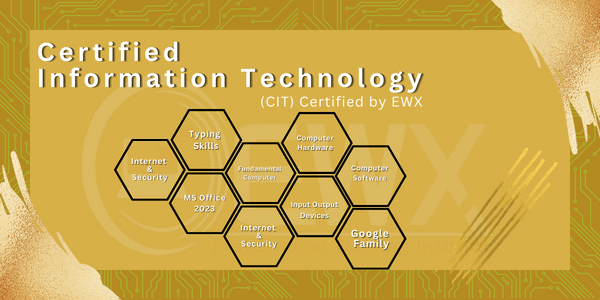 Certified
Information Technology
(CIT) Certified by EWX
Typing
Skills
Computer
Hardware
Internet
&
Security
Fundamental
Computer
Computer
Software
MS Office
2023
Input Output
Devices
Internet
&
Security
Google
Family
EWX